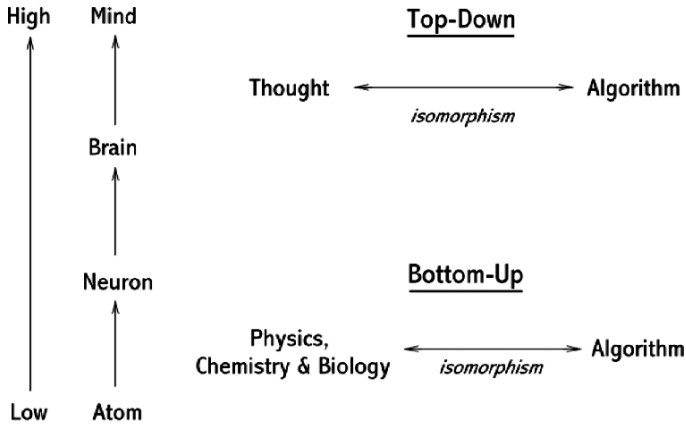 High Mind
Top-Down
Thought Algorithm
isomorphism
Brain
Neuron
Bottom-Up
Physics,
Chemistry & Biology Algorithm
isomorphism
Low Atom